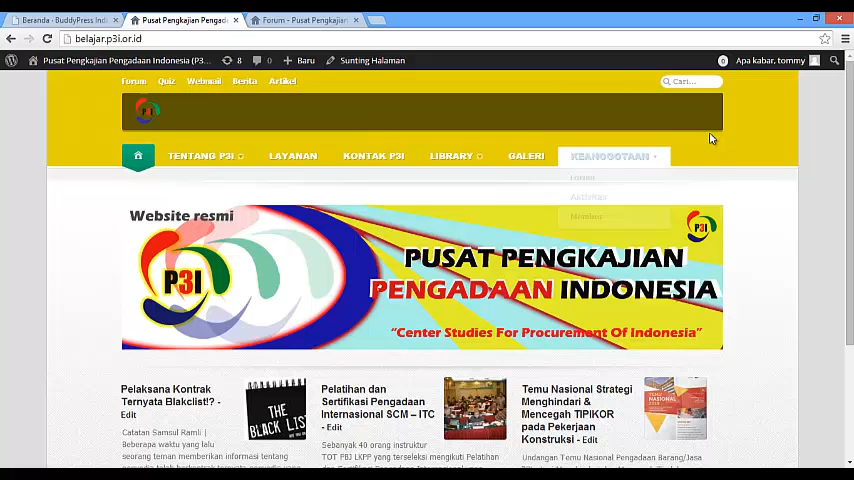 Beranda - BuddyPress Indi
Pusat Pengkajian Pengad
Forum - Pusat Pengkajian
belajar.p3i.or.id
Pusat Pengkajian Pengadaan Indonesia (P3...
8
0
Baru
Sunting Halaman
0
Apa kabar, tommy
Forum
Quiz
Webmail
Berita
Artikel
Cari...
P3I
TENTANG P3I
LAYANAN
KONTAK P3I
LIBRARY
GALERI
KEANGGOTAAN
Forum
Aktivitas
Member
Website resmi
P3I
P3I
PUSAT PENGKAJIAN
PENGADAAN INDONESIA
"Center Studies For Procurement Of Indonesia"
Pelaksana Kontrak
Ternyata Blakclist!? -
Edit
Catatan Samsul Ramli |
Beberapa waktu yang lalu
seorang teman memberikan informasi tentang
THE
BLACK LIS
Pelatihan dan
Sertifikasi Pengadaan
Internasional SCM – ITC
- Edit
Sebanyak 40 orang instruktur
TOT PBJ LKPP yang terseleksi mengikuti Pelatihan
Temu Nasional Strategi
Menghindari &
Mencegah TIPIKOR
pada Pekerjaan
Konstruksi - Edit
Undangan Temu Nasional Pengadaan Barang/Jasa
TEMU
NASIONAL